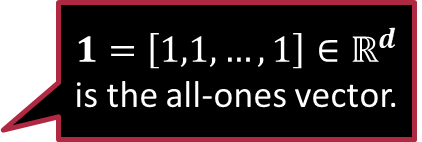 𝟏 = [1,1, … , 1] ∈ ℝ^𝒅
is the all-ones vector.